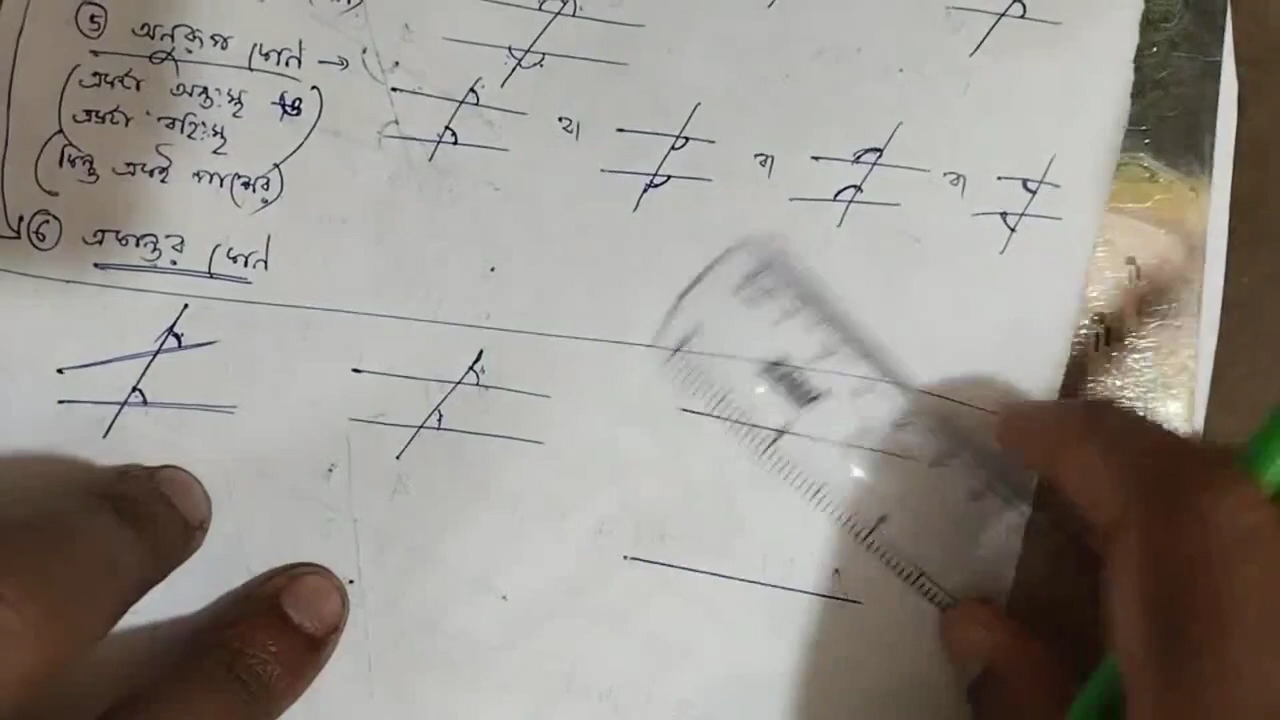 ⑤ অনুরূপ কোণ →
(একটা অন্তঃস্থ ও
একটা বহিঃস্থ)
(কিন্তু একই পাশের)
বা
বা
বা
⑥ একান্তর কোণ